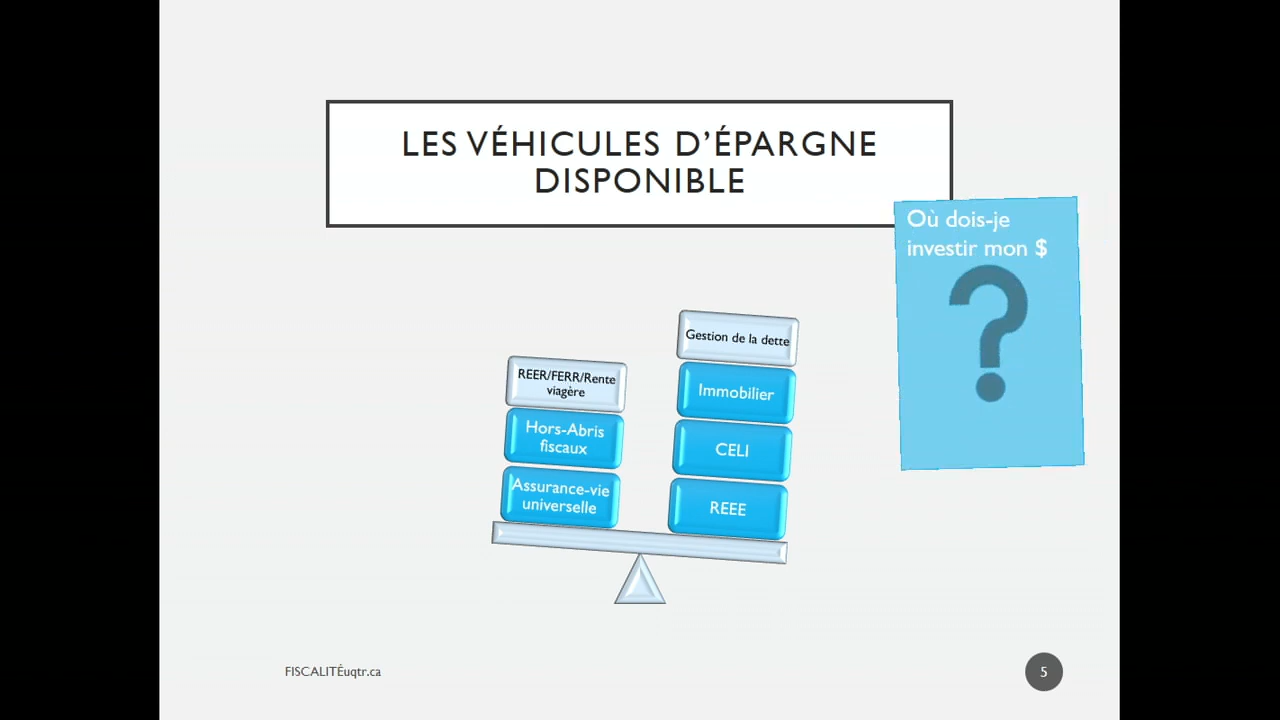 LES VÉHICULES D’ÉPARGNE
DISPONIBLE
Où dois-je
investir mon $
?
Gestion de la dette
REER/FERR/Rente
viagère
Immobilier
Hors-Abris
fiscaux
CELI
Assurance-vie
universelle
REEE
FISCALITÉuqtr.ca
5